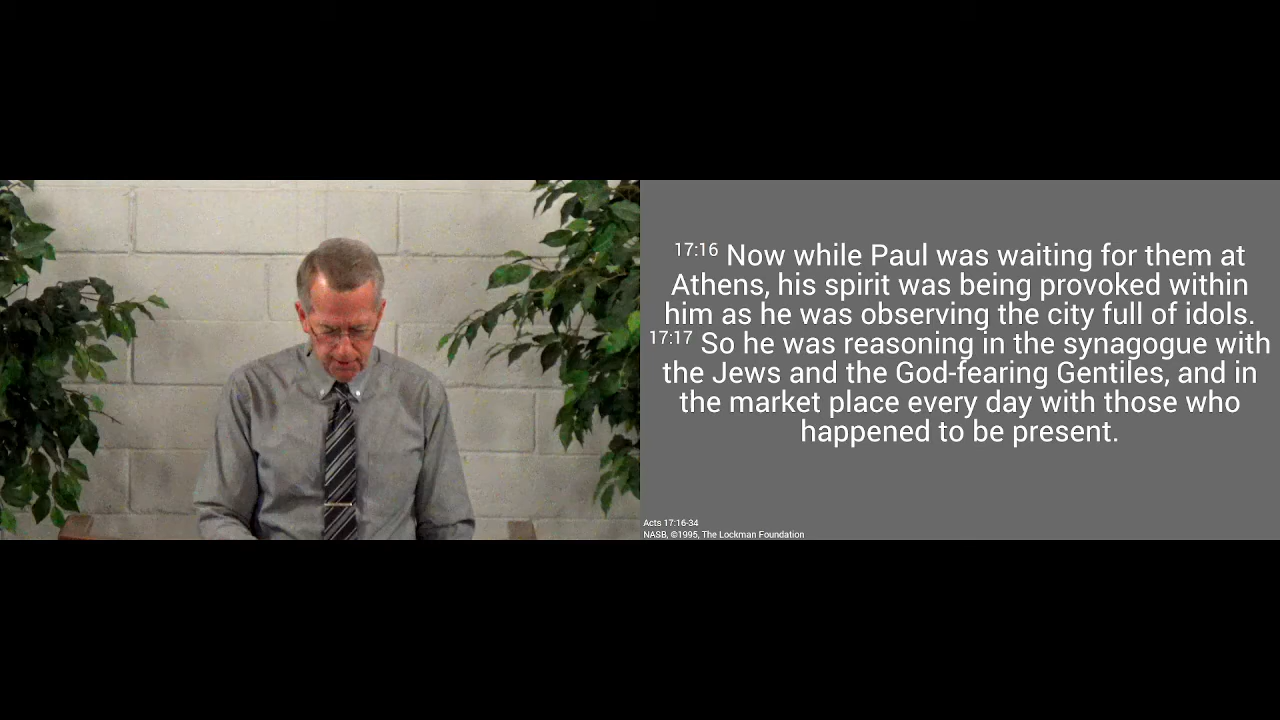 17:16 Now while Paul was waiting for them at
Athens, his spirit was being provoked within
him as he was observing the city full of idols.
17:17 So he was reasoning in the synagogue with
the Jews and the God-fearing Gentiles, and in
the market place every day with those who
happened to be present.
Acts 17:16-34
NASB, ©1995, The Lockman Foundation